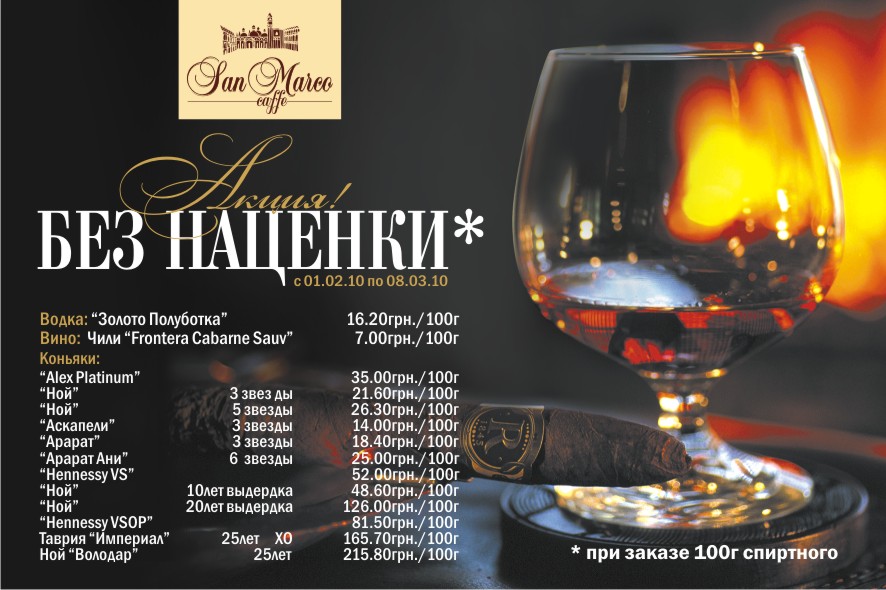 San Marco
caffe
Акция!
БЕЗ НАЦЕНКИ*
с 01.02.10 по 08.03.10
Водка: “Золото Полуботка” 16.20грн./100г
Вино: Чили “Frontera Cabarne Sauv” 7.00грн./100г
Коньяки:
“Alex Platinum” 35.00грн./100г
“Ной” 3 звез ды 21.60грн./100г
“Ной” 5 звезды 26.30грн./100г
“Аскапели” 3 звезды 14.00грн./100г
“Арарат” 3 звезды 18.40грн./100г
“Арарат Ани” 6 звезды 25.00грн./100г
“Hennessy VS” 52.00грн./100г
“Ной” 10лет выдердка 48.60грн./100г
“Ной” 20лет выдердка 126.00грн./100г
“Hennessy VSOP” 81.50грн./100г
Таврия “Империал” 25лет XO 165.70грн./100г
Ной “Володар” 25лет 215.80грн./100г
* при заказе 100г спиртного